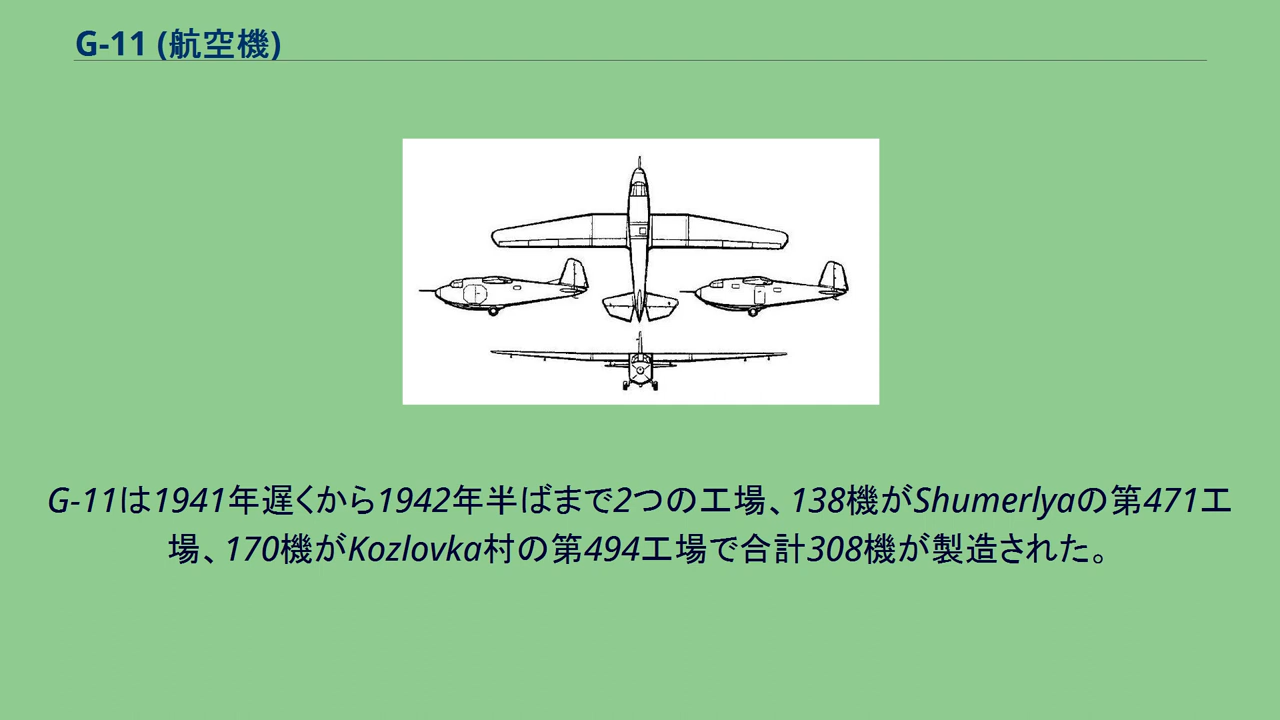 G-11 (航空機)
G-11は1941年遅くから1942年半ばまで2つの工場、138機がShumerlyaの第471工
場、170機がKozlovka村の第494工場で合計308機が製造された。